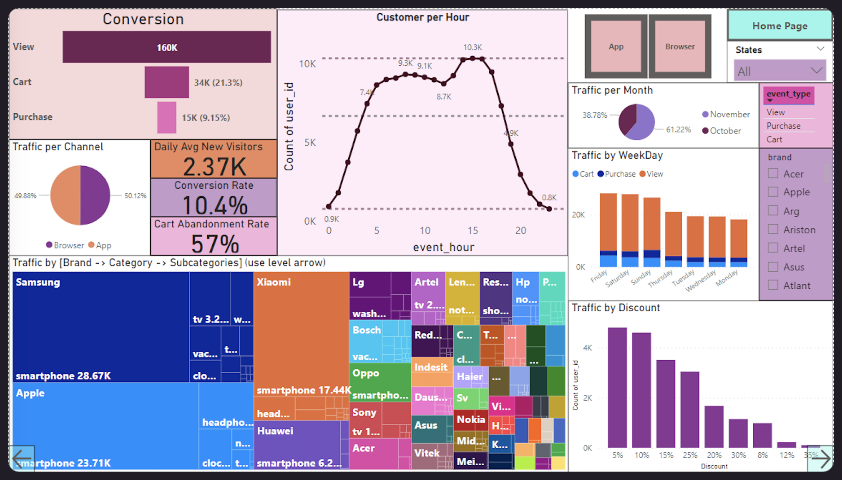 Conversion
View
160K
Cart
34K (21.3%)
Purchase
15K (9.15%)
Customer per Hour
Count of user_id
10K
5K
0K
0.9K
7.4K
9.3K
9.1K
8.7K
10.3K
4.9K
0.8K
0
5
10
15
20
event_hour
App
Browser
Home Page
States
All
Traffic per Month
38.78%
61.22%
November
October
event_type
View
Purchase
Cart
Traffic per Channel
49.88%
50.12%
Browser
App
Daily Avg New Visitors
2.37K
Conversion Rate
10.4%
Cart Abandonment Rate
57%
Traffic by WeekDay
Cart
Purchase
View
20K
0K
Friday
Saturday
Sunday
Thursday
Tuesday
Wednesday
Monday
brand
Acer
Apple
Arg
Ariston
Artel
Asus
Atlant
Traffic by [Brand -> Category -> Subcategories] (use level arrow)
Samsung
smartphone 28.67K
tv 3.2...
w...
vac...
t...
clo...
Apple
smartphone 23.71K
headpho...
n...
cloc...
t...
Xiaomi
smartphone 17.44K
head...
Huawei
smartphone 6.2...
Lg
wash...
Bosch
vac...
Oppo
smartpho...
Sony
tv 1...
Acer
Artel
tv 2....
Red...
Indesit
Daus...
Asus
Vitek
Len...
not...
C...
cl...
Haier
Sv
Nokia
Mid...
Mei...
Res...
sho...
T...
...
...
Vi...
H...
K...
Hp
no...
P...
Traffic by Discount
Count of user_id
4K
2K
0K
5%
10%
15%
25%
20%
30%
8%
12%
35%
Discount